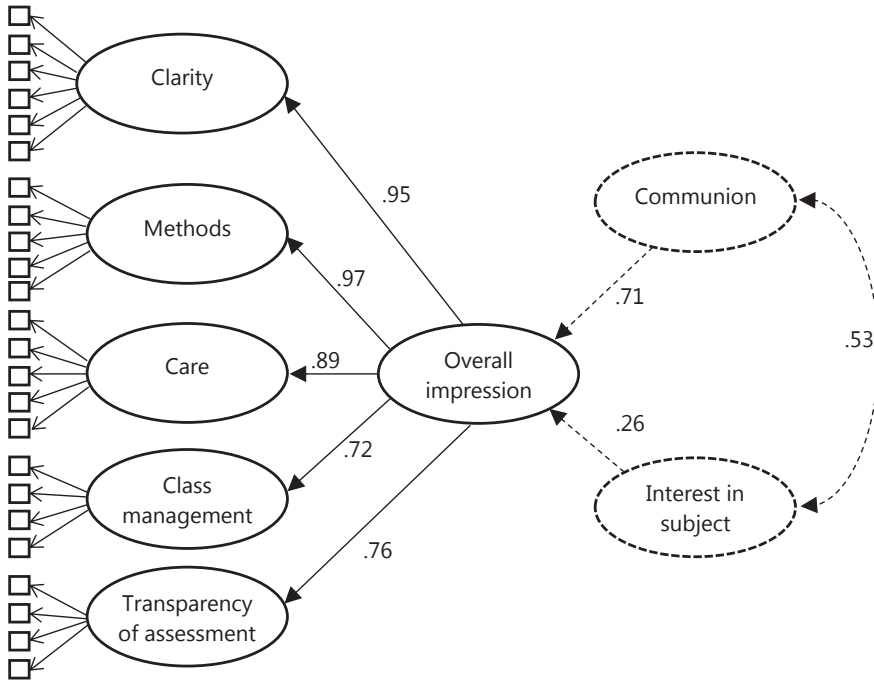 Clarity
.95
Communion
Methods
.97
.71
.53
Care
.89
Overall
impression
.26
.72
Class
management
Interest in
subject
.76
Transparency
of assessment